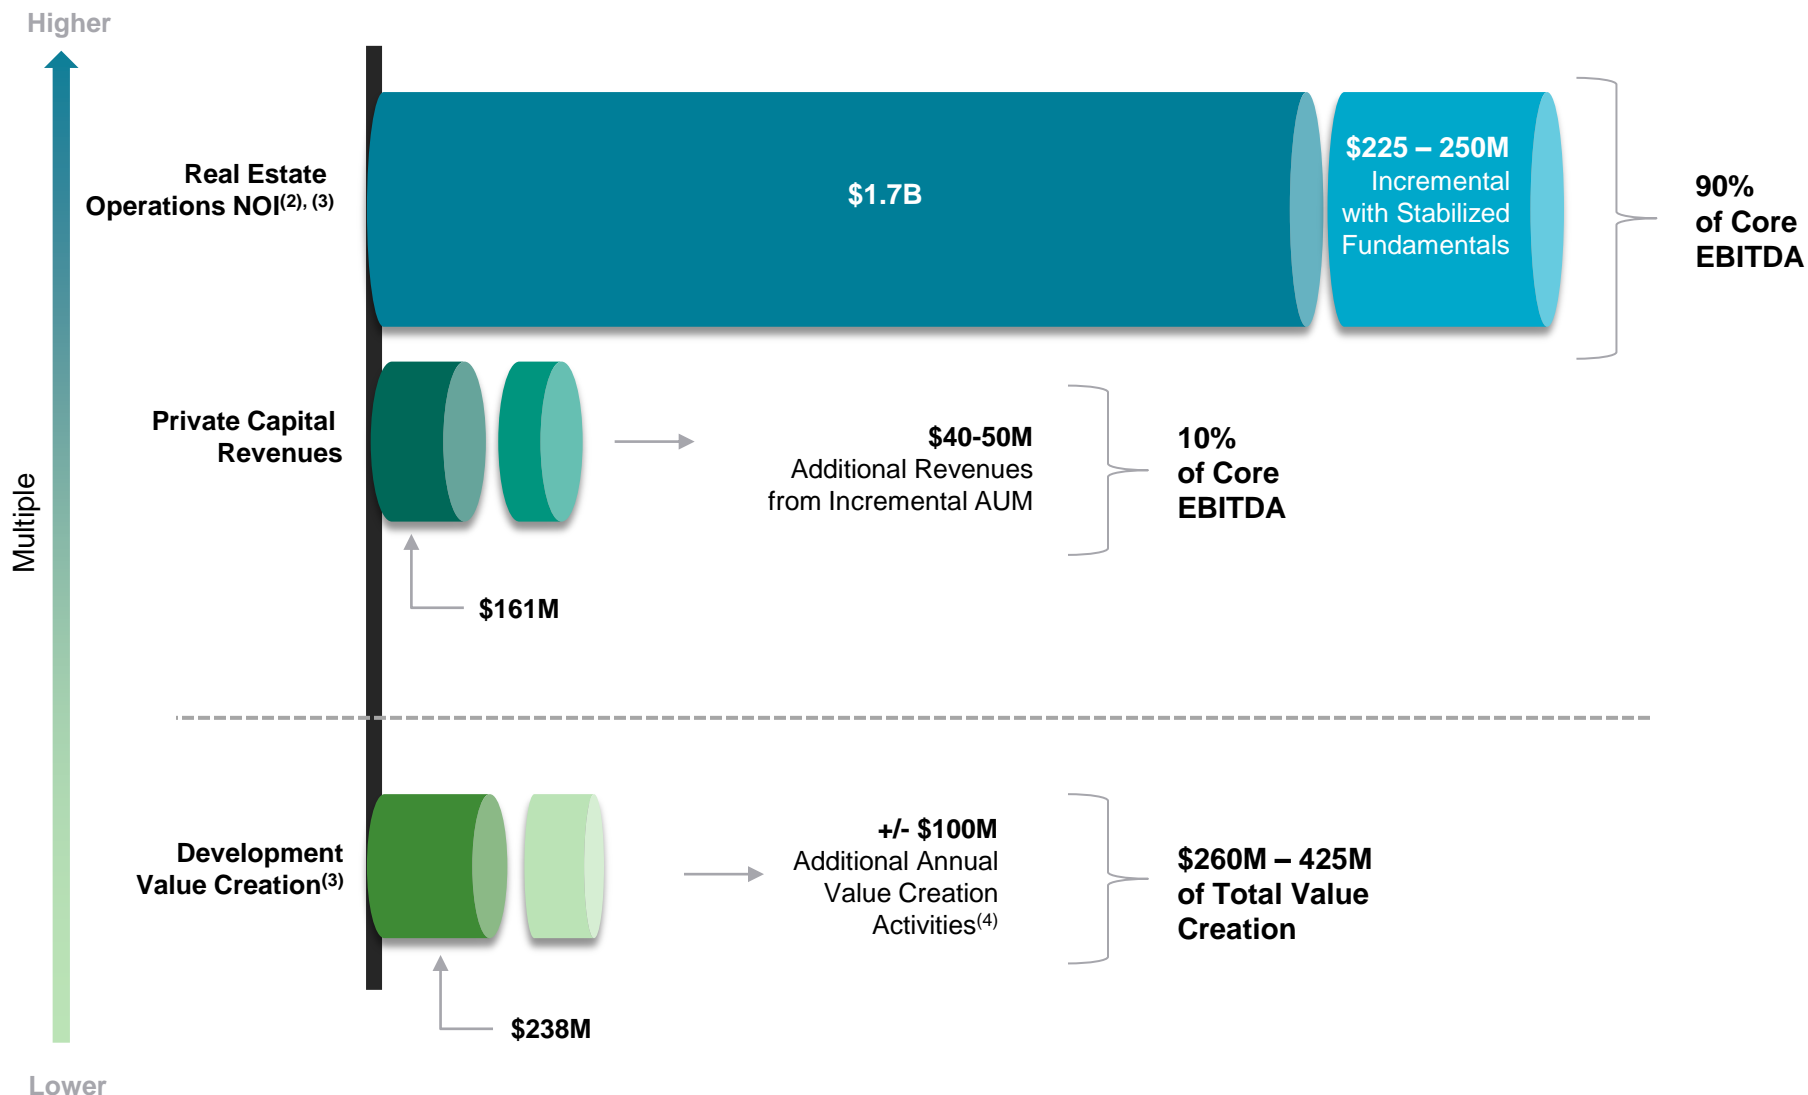 Higher
Multiple
Lower
Real Estate
Operations NOI(2), (3)
$1.7B
$225 – 250M
Incremental
with Stabilized
Fundamentals
90%
of Core
EBITDA
Private Capital
Revenues
$161M
$40-50M
Additional Revenues
from Incremental AUM
10%
of Core
EBITDA
Development
Value Creation(3)
$238M
+/- $100M
Additional Annual
Value Creation
Activities(4)
$260M – 425M
of Total Value
Creation